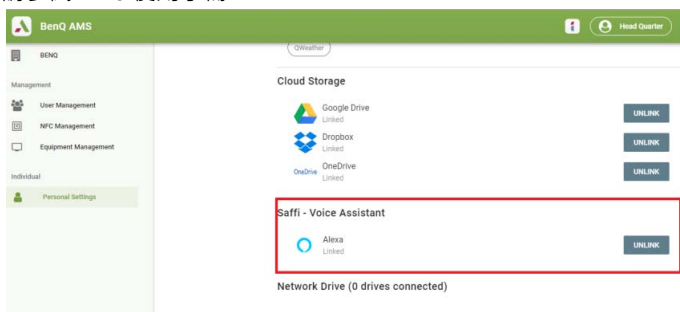 BenQ AMS
Head Quarter
BENQ
Management
User Management
NFC Management
Equipment Management
Individual
Personal Settings
QWeather
Cloud Storage
Google Drive
Linked
UNLINK
Dropbox
Linked
UNLINK
OneDrive
OneDrive
Linked
UNLINK
Saffi - Voice Assistant
Alexa
Linked
UNLINK
Network Drive (0 drives connected)